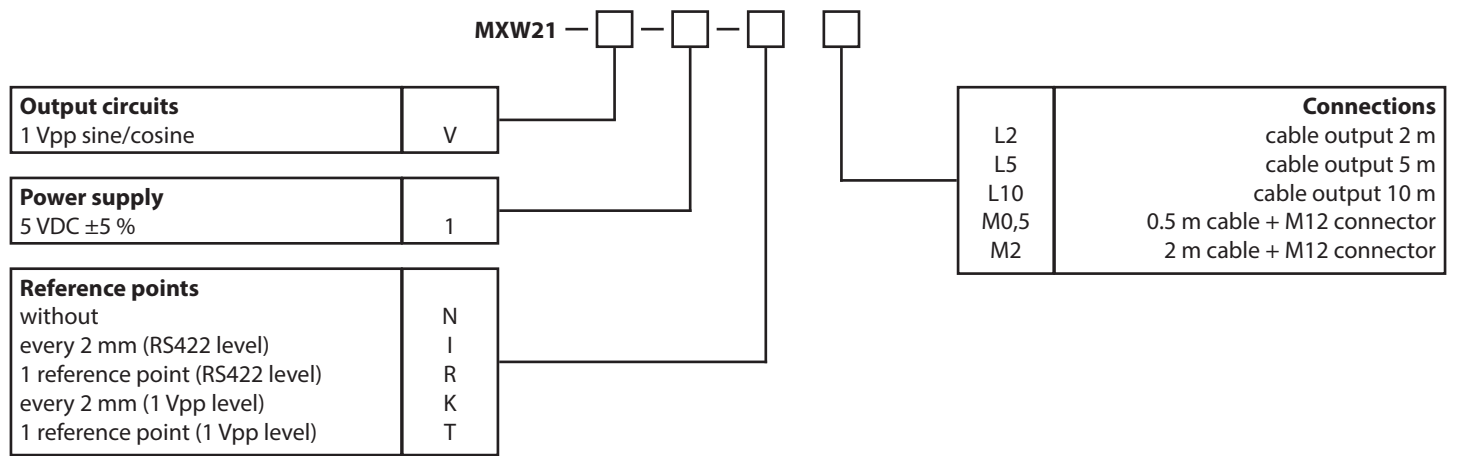 MXW21 — — —
Output circuits
1 Vpp sine/cosine V
Power supply
5 VDC ±5 % 1
Reference points
without N
every 2 mm (RS422 level) I
1 reference point (RS422 level) R
every 2 mm (1 Vpp level) K
1 reference point (1 Vpp level) T
Connections
L2 cable output 2 m
L5 cable output 5 m
L10 cable output 10 m
M0,5 0.5 m cable + M12 connector
M2 2 m cable + M12 connector